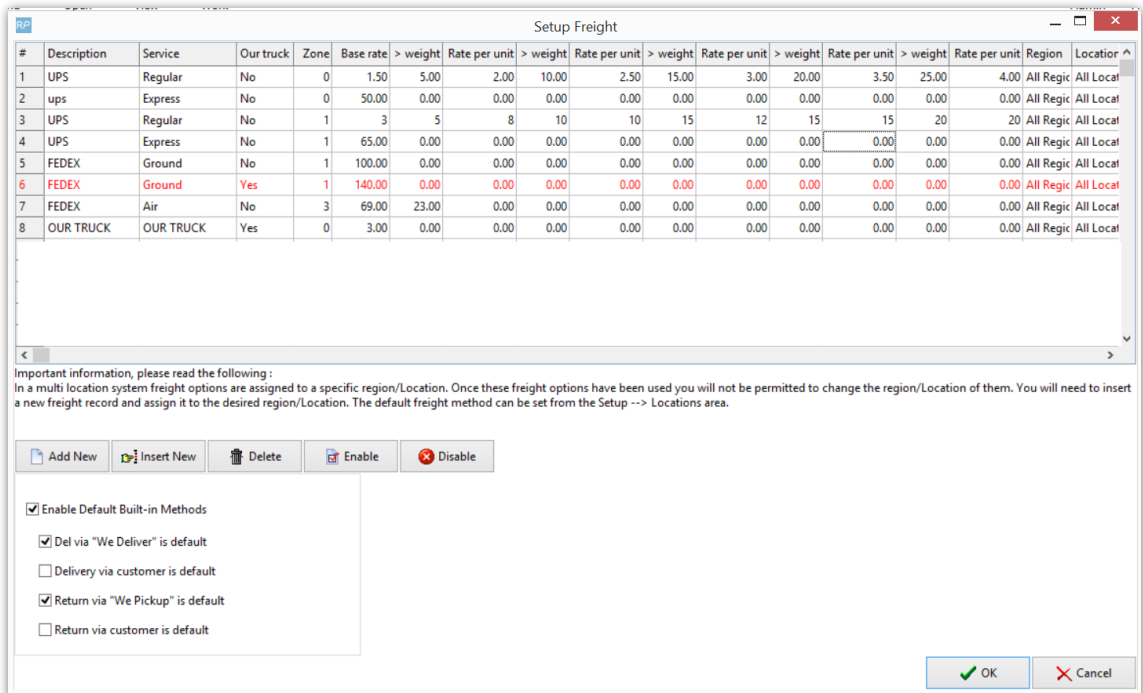 RP Setup Freight
# Description Service Our truck Zone Base rate > weight Rate per unit > weight Rate per unit > weight Rate per unit > weight Rate per unit > weight Rate per unit Region Location
1 UPS Regular No 0 1.50 5.00 2.00 10.00 2.50 15.00 3.00 20.00 3.50 25.00 4.00 All Regic All Locat
2 ups Express No 0 50.00 0.00 0.00 0.00 0.00 0.00 0.00 0.00 0.00 0.00 0.00 All Regic All Locat
3 UPS Regular No 1 3 5 8 10 10 15 12 15 15 20 20 All Regic All Locat
4 UPS Express No 1 65.00 0.00 0.00 0.00 0.00 0.00 0.00 0.00 0.00 0.00 0.00 All Regic All Locat
5 FEDEX Ground No 1 100.00 0.00 0.00 0.00 0.00 0.00 0.00 0.00 0.00 0.00 0.00 All Regic All Locat
6 FEDEX Ground Yes 1 140.00 0.00 0.00 0.00 0.00 0.00 0.00 0.00 0.00 0.00 0.00 All Regic All Locat
7 FEDEX Air No 3 69.00 23.00 0.00 0.00 0.00 0.00 0.00 0.00 0.00 0.00 0.00 All Regic All Locat
8 OUR TRUCK OUR TRUCK Yes 0 3.00 0.00 0.00 0.00 0.00 0.00 0.00 0.00 0.00 0.00 0.00 All Regic All Locat
Important information, please read the following :
In a multi location system freight options are assigned to a specific region/Location. Once these freight options have been used you will not be permitted to change the region/Location of them. You will need to insert
a new freight record and assign it to the desired region/Location. The default freight method can be set from the Setup --> Locations area.
Add New Insert New Delete Enable Disable
Enable Default Built-in Methods
Del via "We Deliver" is default
Delivery via customer is default
Return via "We Pickup" is default
Return via customer is default
OK Cancel